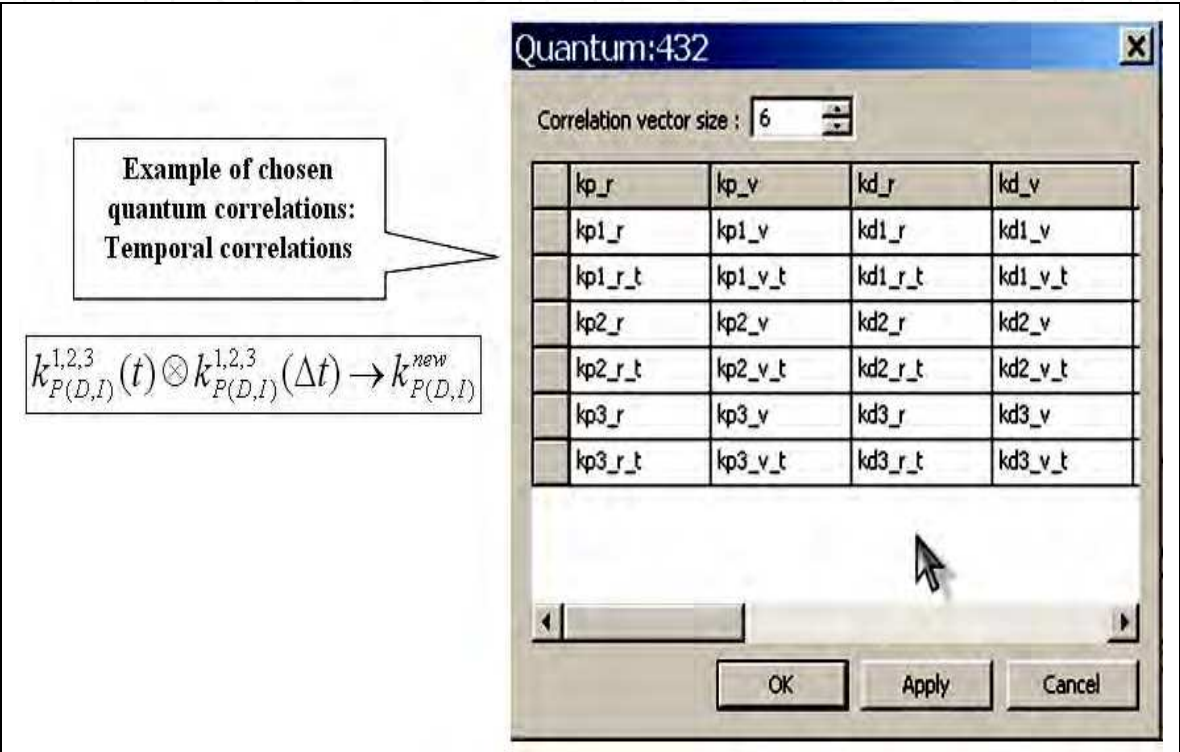 Example of chosen
quantum correlations:
Temporal correlations
k^{1,2,3}_{P(D,I)}(t) ⊗ k^{1,2,3}_{P(D,I)}(Δt) → k^{new}_{P(D,I)}
Quantum:432
Correlation vector size : 6
kp_r kp_v kd_r kd_v
kp1_r kp1_v kd1_r kd1_v
kp1_r_t kp1_v_t kd1_r_t kd1_v_t
kp2_r kp2_v kd2_r kd2_v
kp2_r_t kp2_v_t kd2_r_t kd2_v_t
kp3_r kp3_v kd3_r kd3_v
kp3_r_t kp3_v_t kd3_r_t kd3_v_t
OK Apply Cancel